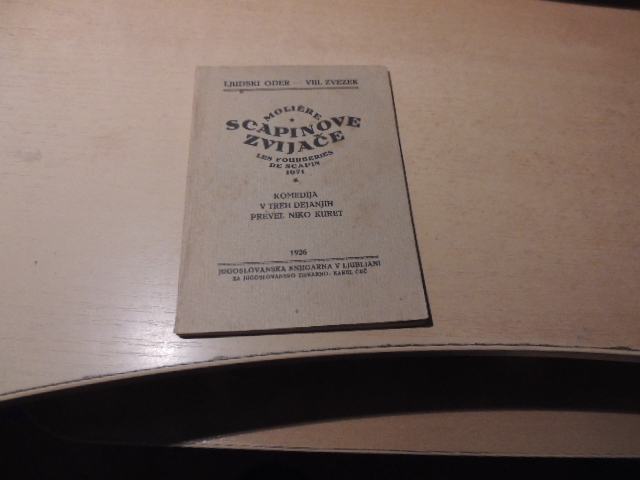 LJUDSKI ODER — VIII. ZVEZEK
MOLIÈRE
SCAPINOVE
ZVIJAČE
LES FOURBERIES
DE SCAPIN
1671
KOMEDIJA
V TREH DEJANJIH
PREVEL NIKO KURET
1926
JUGOSLOVANSKA KNJIGARNA V LJUBLJANI
ZA JUGOSLOVANSKO TISKARNO: KAREL ČEČ